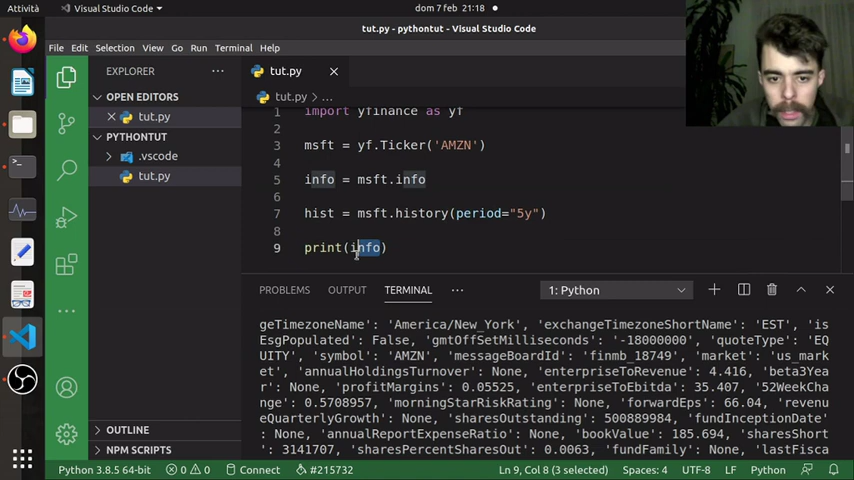 Attività
Visual Studio Code
dom 7 feb 21:18
tut.py - pythontut - Visual Studio Code
File Edit Selection View Go Run Terminal Help
EXPLORER
OPEN EDITORS
tut.py
PYTHONTUT
.vscode
tut.py
OUTLINE
NPM SCRIPTS
tut.py
tut.py > ...
1 import yfinance as yf
2
3 msft = yf.Ticker('AMZN')
4
5 info = msft.info
6
7 hist = msft.history(period="5y")
8
9 print(info)
PROBLEMS OUTPUT TERMINAL ... 1: Python
geTimezoneName': 'America/New_York', 'exchangeTimezoneShortName': 'EST', 'is
EsgPopulated': False, 'gmtOffSetMilliseconds': '-18000000', 'quoteType': 'EQ
UITY', 'symbol': 'AMZN', 'messageBoardId': 'finmb_18749', 'market': 'us_mark
et', 'annualHoldingsTurnover': None, 'enterpriseToRevenue': 4.416, 'beta3Yea
r': None, 'profitMargins': 0.05525, 'enterpriseToEbitda': 35.407, '52WeekCha
nge': 0.5708957, 'morningStarRiskRating': None, 'forwardEps': 66.04, 'revenu
eQuarterlyGrowth': None, 'sharesOutstanding': 500889984, 'fundInceptionDate'
: None, 'annualReportExpenseRatio': None, 'bookValue': 185.694, 'sharesShort
': 3141707, 'sharesPercentSharesOut': 0.0063, 'fundFamily': None, 'lastFisca
Python 3.8.5 64-bit 0 0 Connect #215732 Ln 9, Col 8 (3 selected) Spaces: 4 UTF-8 LF Python